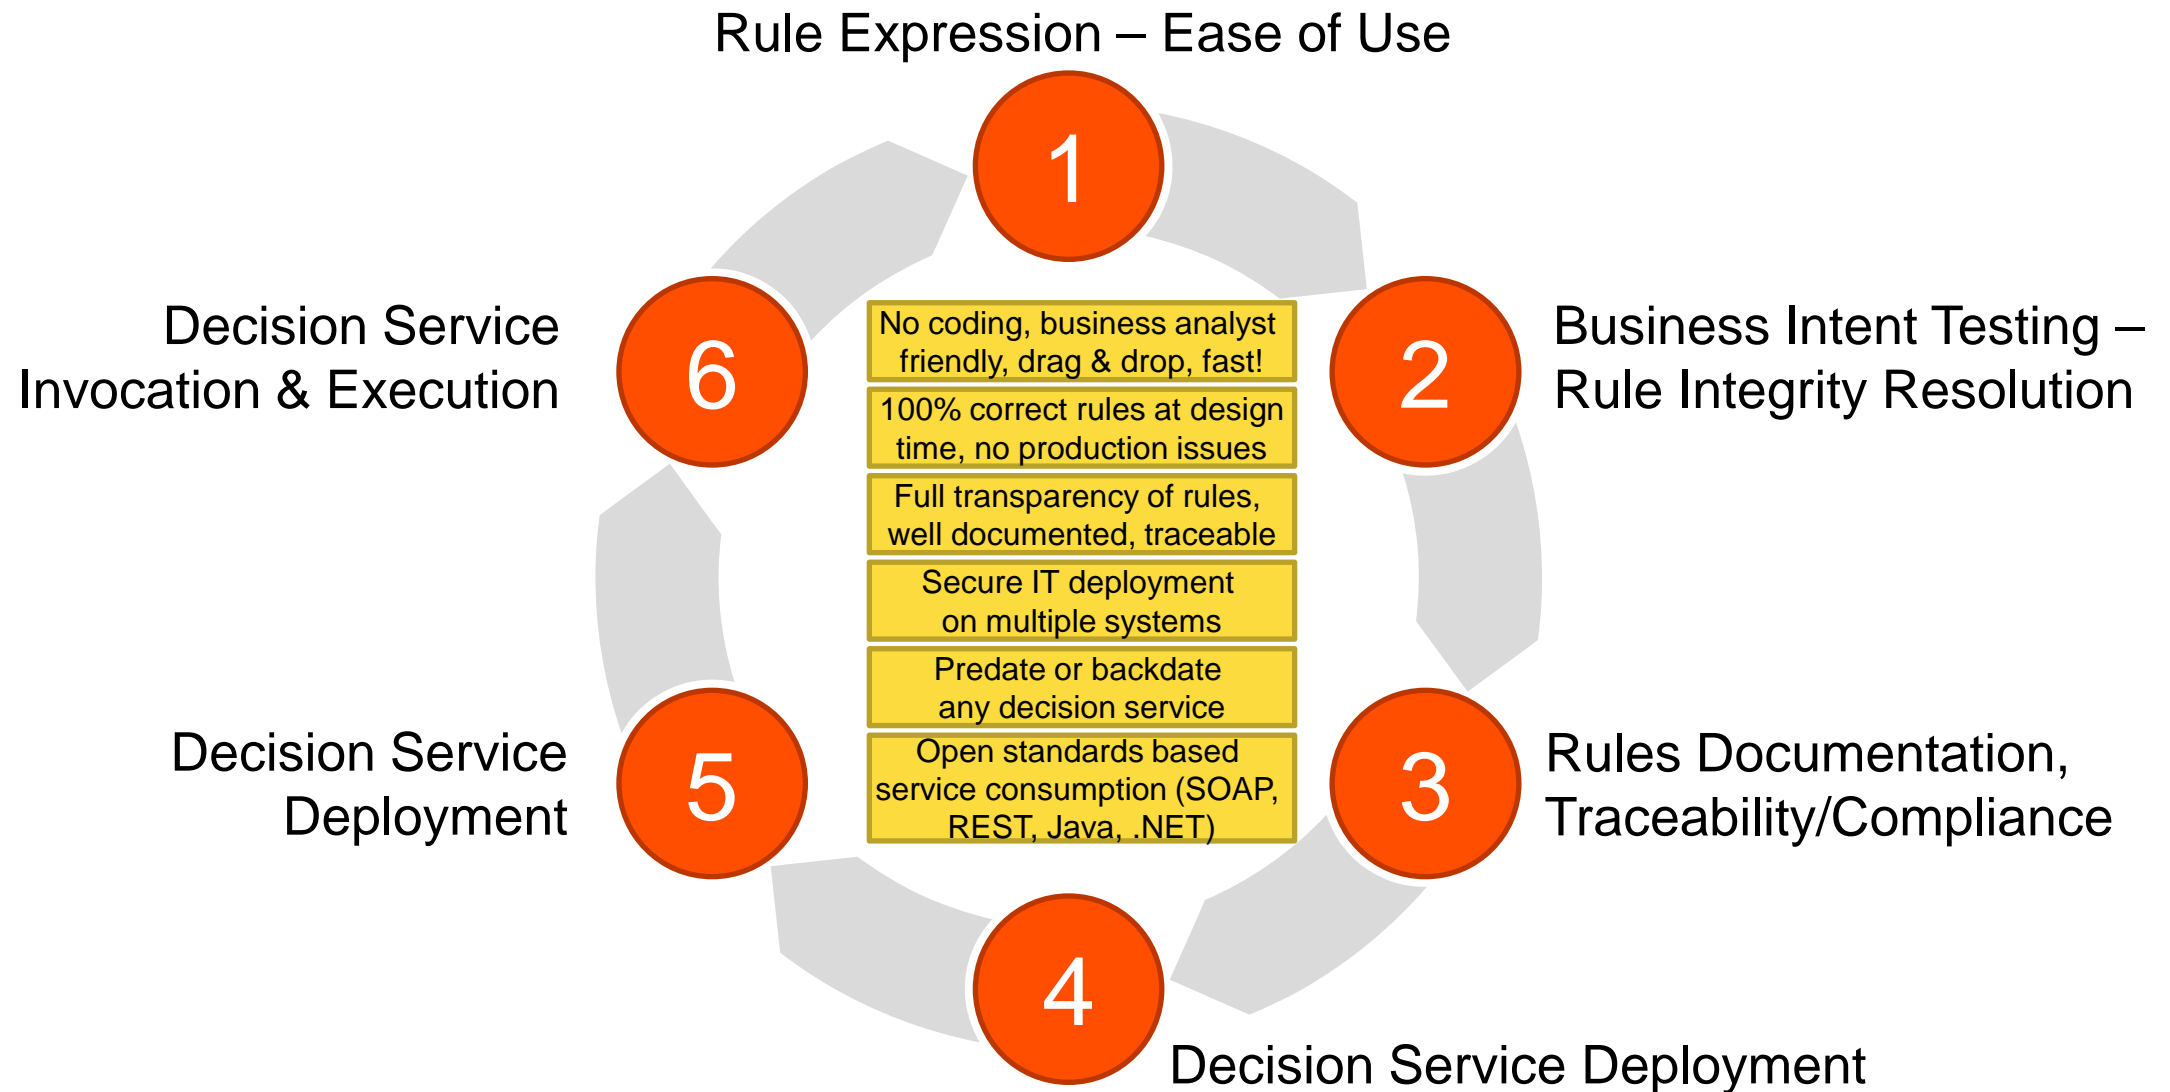 Rule Expression – Ease of Use
1
2
Business Intent Testing –
Rule Integrity Resolution
3
Rules Documentation,
Traceability/Compliance
4
Decision Service Deployment
5
Decision Service
Deployment
6
Decision Service
Invocation & Execution
No coding, business analyst
friendly, drag & drop, fast!
100% correct rules at design
time, no production issues
Full transparency of rules,
well documented, traceable
Secure IT deployment
on multiple systems
Predate or backdate
any decision service
Open standards based
service consumption (SOAP,
REST, Java, .NET)